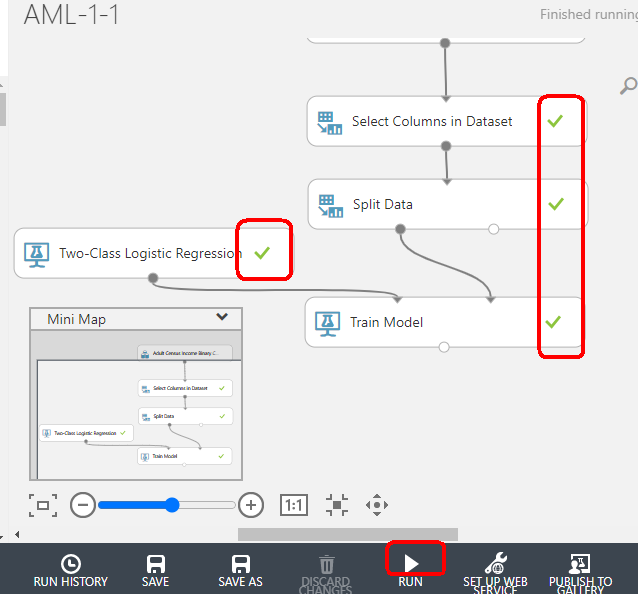 AML-1-1
Finished running
Select Columns in Dataset
Split Data
Two-Class Logistic Regression
Train Model
Mini Map
Adult Census Income Binary C...
Select Columns in Dataset
Split Data
Two-Class Logistic Regression
Train Model
1:1
RUN HISTORY
SAVE
SAVE AS
DISCARD
CHANGES
RUN
SET UP WEB
SERVICE
PUBLISH TO
GALLERY